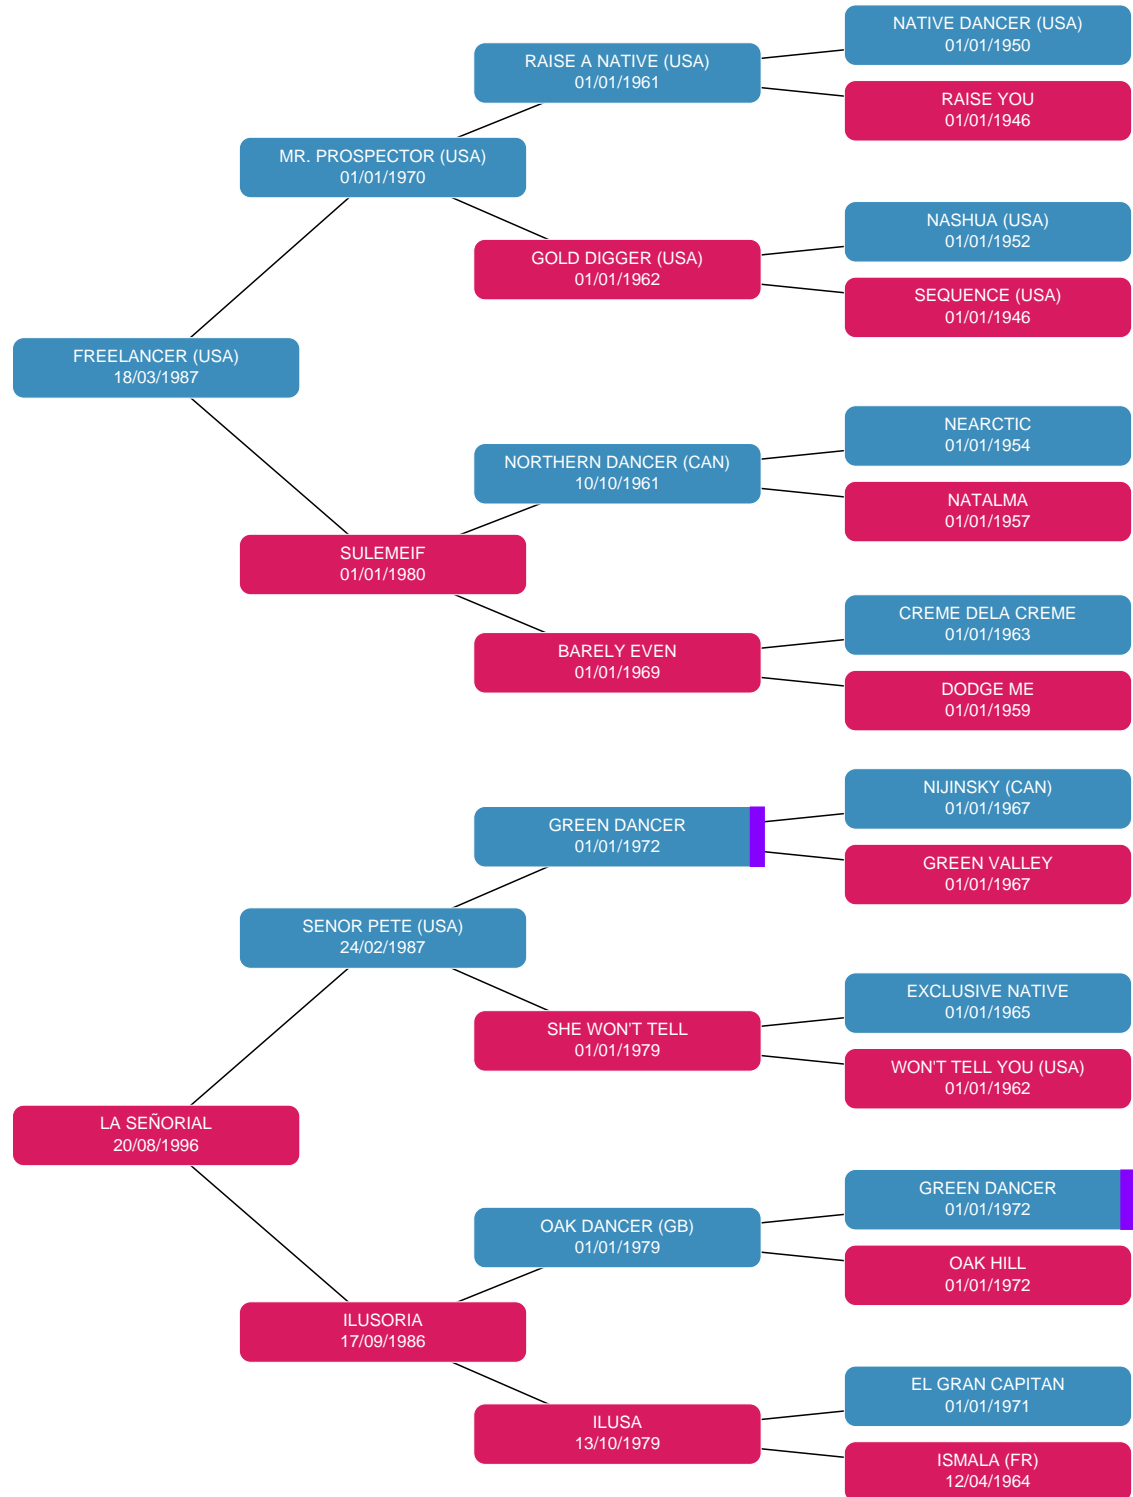 NATIVE DANCER (USA)
01/01/1950
RAISE A NATIVE (USA)
01/01/1961
RAISE YOU
01/01/1946
MR. PROSPECTOR (USA)
01/01/1970
NASHUA (USA)
01/01/1952
GOLD DIGGER (USA)
01/01/1962
SEQUENCE (USA)
01/01/1946
FREELANCER (USA)
18/03/1987
NEARCTIC
01/01/1954
NORTHERN DANCER (CAN)
10/10/1961
NATALMA
01/01/1957
SULEMEIF
01/01/1980
CREME DELA CREME
01/01/1963
BARELY EVEN
01/01/1969
DODGE ME
01/01/1959
NIJINSKY (CAN)
01/01/1967
GREEN DANCER
01/01/1972
GREEN VALLEY
01/01/1967
SENOR PETE (USA)
24/02/1987
EXCLUSIVE NATIVE
01/01/1965
SHE WON'T TELL
01/01/1979
WON'T TELL YOU (USA)
01/01/1962
LA SEÑORIAL
20/08/1996
GREEN DANCER
01/01/1972
OAK DANCER (GB)
01/01/1979
OAK HILL
01/01/1972
ILUSORIA
17/09/1986
EL GRAN CAPITAN
01/01/1971
ILUSA
13/10/1979
ISMALA (FR)
12/04/1964